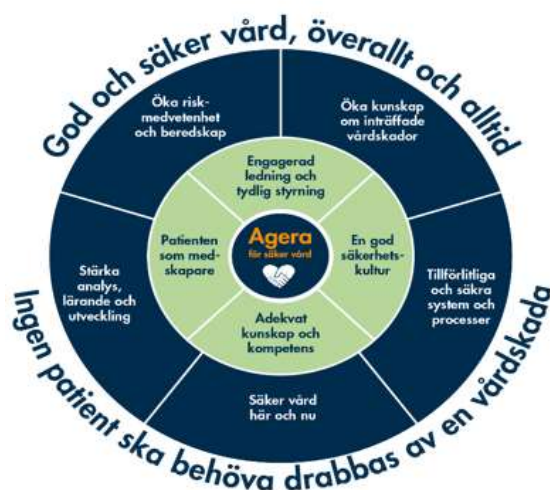 God och säker vård, överallt och alltid
Öka risk-
medvetenhet
och beredskap
Öka kunskap
om inträffade
vårdskador
Engagerad
ledning och
tydlig styrning
Patienten
som med-
skapare
Agera
för säker vård
En god
säkerhets-
kultur
Stärka
analys,
lärande och
utveckling
Tillförlitliga
och säkra
system och
processer
Adekvat
kunskap och
kompetens
Säker vård
här och nu
Ingen patient ska behöva drabbas av en vårdskada